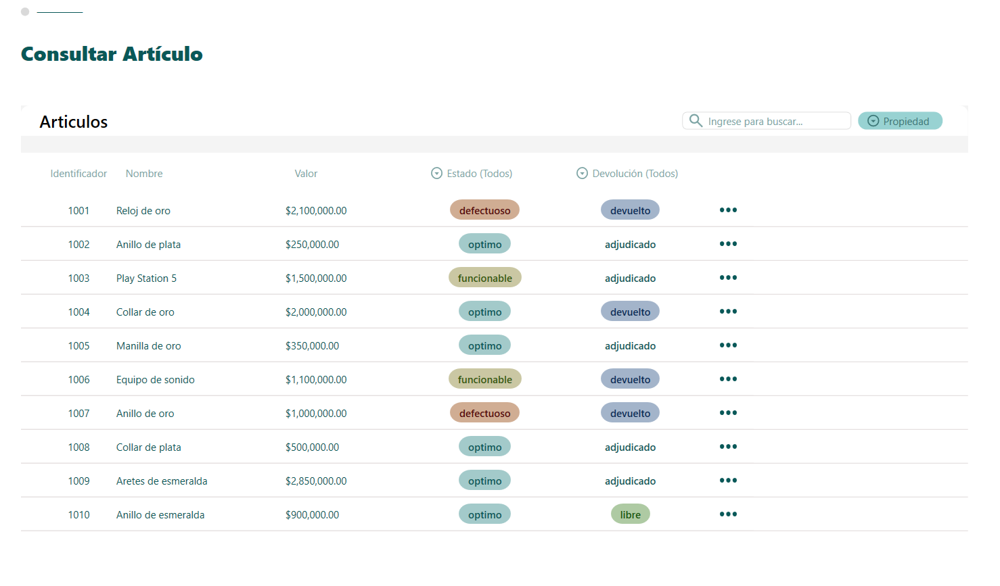 Consultar Artículo
Articulos
Ingrese para buscar...
Propiedad
Identificador Nombre Valor Estado (Todos) Devolución (Todos)
1001 Reloj de oro $2,100,000.00 defectuoso devuelto
1002 Anillo de plata $250,000.00 optimo adjudicado
1003 Play Station 5 $1,500,000.00 funcionable adjudicado
1004 Collar de oro $2,000,000.00 optimo devuelto
1005 Manilla de oro $350,000.00 optimo adjudicado
1006 Equipo de sonido $1,100,000.00 funcionable devuelto
1007 Anillo de oro $1,000,000.00 defectuoso devuelto
1008 Collar de plata $500,000.00 optimo adjudicado
1009 Aretes de esmeralda $2,850,000.00 optimo adjudicado
1010 Anillo de esmeralda $900,000.00 optimo libre